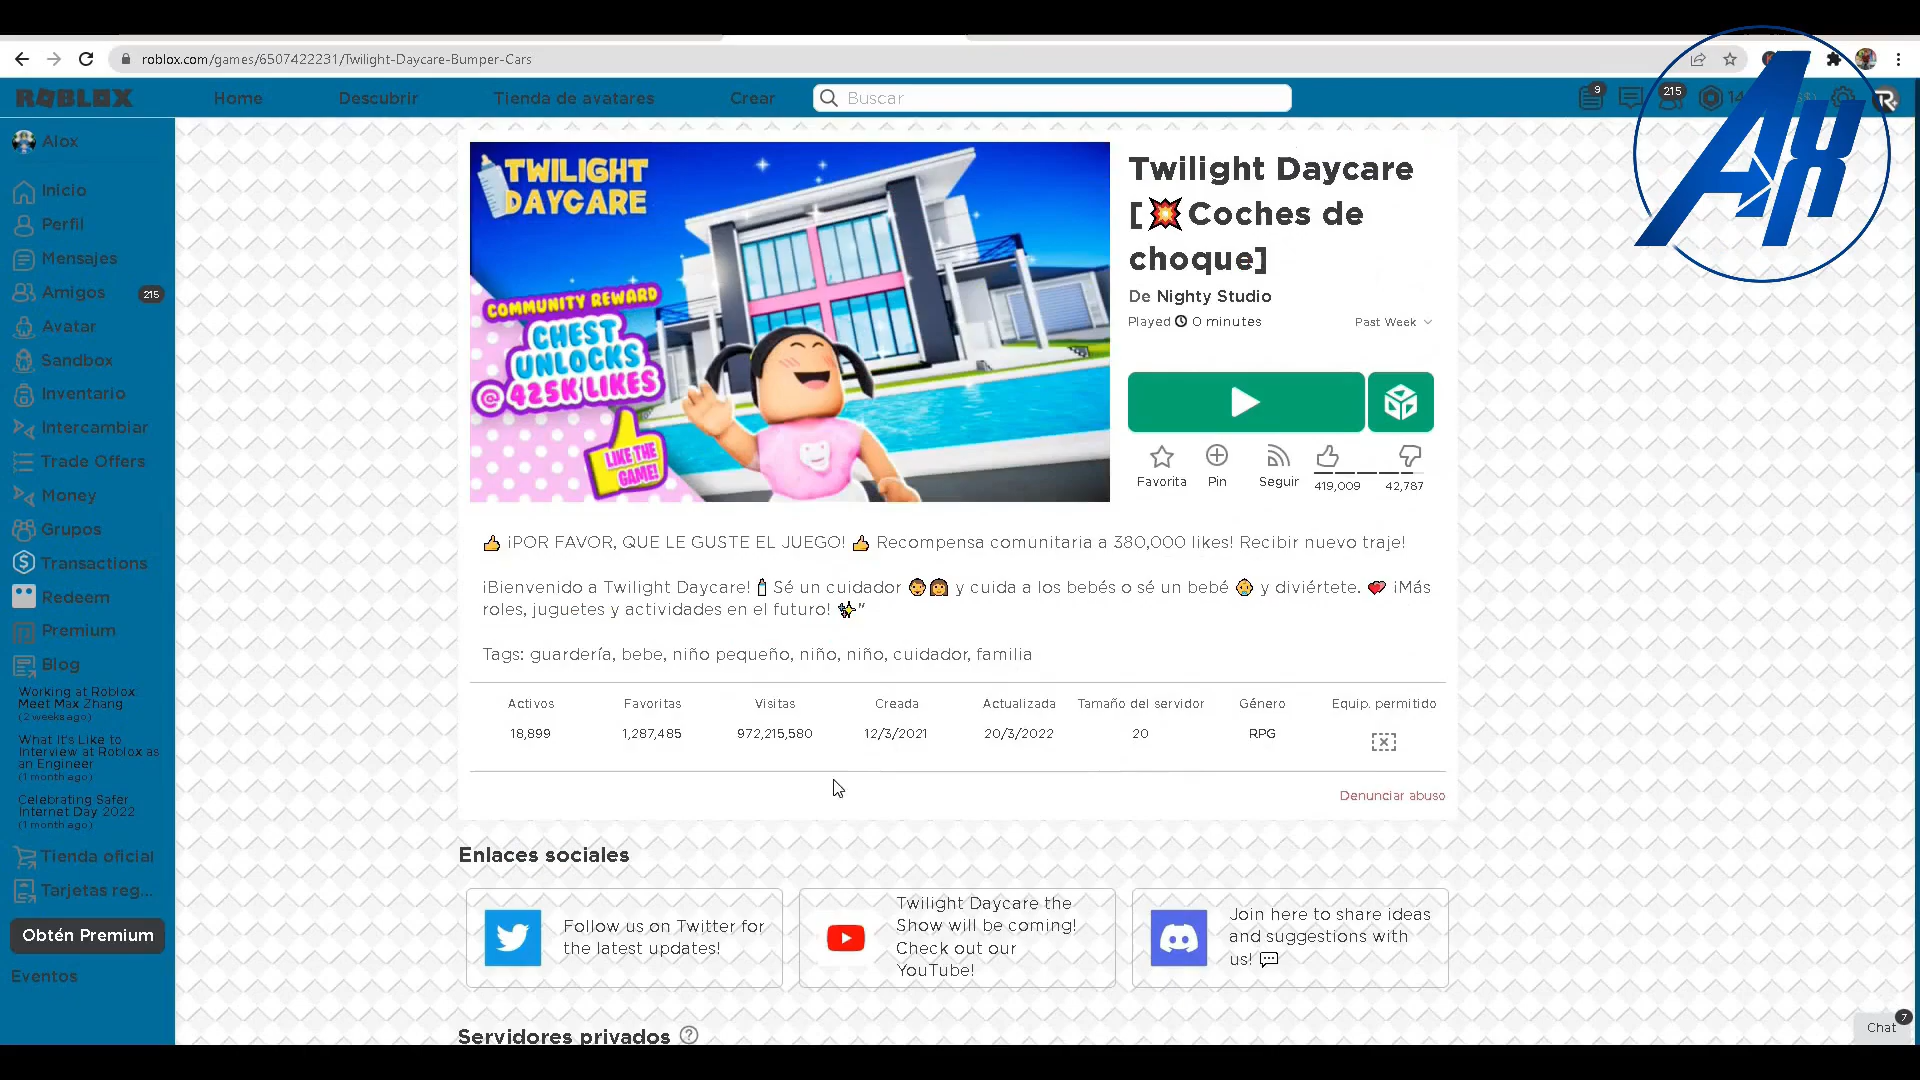 roblox.com/games/6507422231/Twilight-Daycare-Bumper-Cars
ROBLOX
Home
Descubrir
Tienda de avatares
Crear
Buscar
9
215
14
Alox
Inicio
Perfil
Mensajes
Amigos
215
Avatar
Sandbox
Inventario
Intercambiar
Trade Offers
Money
Grupos
Transactions
Redeem
Premium
Blog
Working at Roblox:
Meet Max Zhang
(2 weeks ago)
What It's Like to
Interview at Roblox as
an Engineer
(1 month ago)
Celebrating Safer
Internet Day 2022
(1 month ago)
Tienda oficial
Tarjetas reg...
Obtén Premium
Eventos
TWILIGHT
DAYCARE
COMMUNITY REWARD
CHEST
UNLOCKS
@ 425K LIKES
LIKE THE
GAME!
Twilight Daycare
[💥Coches de
choque]
De Nighty Studio
Played 0 minutes
Past Week
Favorita
Pin
Seguir
419,009
42,787
👍 ¡POR FAVOR, QUE LE GUSTE EL JUEGO! 👍 Recompensa comunitaria a 380,000 likes! Recibir nuevo traje!
¡Bienvenido a Twilight Daycare!🍼 Sé un cuidador 👨👩 y cuida a los bebés o sé un bebé 👶 y diviértete. 💕 ¡Más
roles, juguetes y actividades en el futuro! ✨"
Tags: guardería, bebe, niño pequeño, niño, niño, cuidador, familia
Activos
Favoritas
Visitas
Creada
Actualizada
Tamaño del servidor
Género
Equip. permitido
18,899
1,287,485
972,215,580
12/3/2021
20/3/2022
20
RPG
Denunciar abuso
Enlaces sociales
Follow us on Twitter for
the latest updates!
Twilight Daycare the
Show will be coming!
Check out our
YouTube!
Join here to share ideas
and suggestions with
us! 💬
Servidores privados
Chat
7
AX